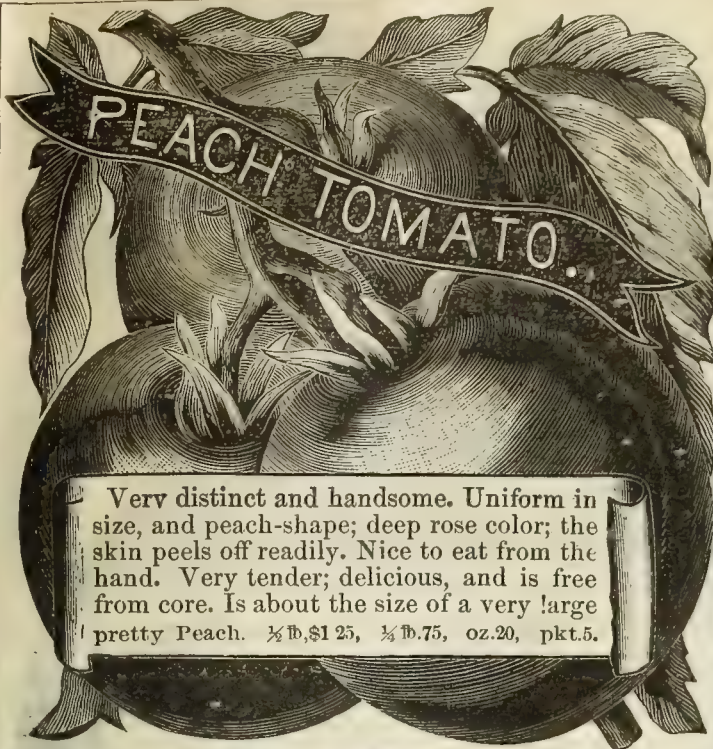 PEACH TOMATO.
Very distinct and handsome. Uniform in
size, and peach-shape; deep rose color; the
skin peels off readily. Nice to eat from the
hand. Very tender; delicious, and is free
from core. Is about the size of a very large
pretty Peach. ½ lb,$1 25, ¼ lb.75, oz.20, pkt.5.